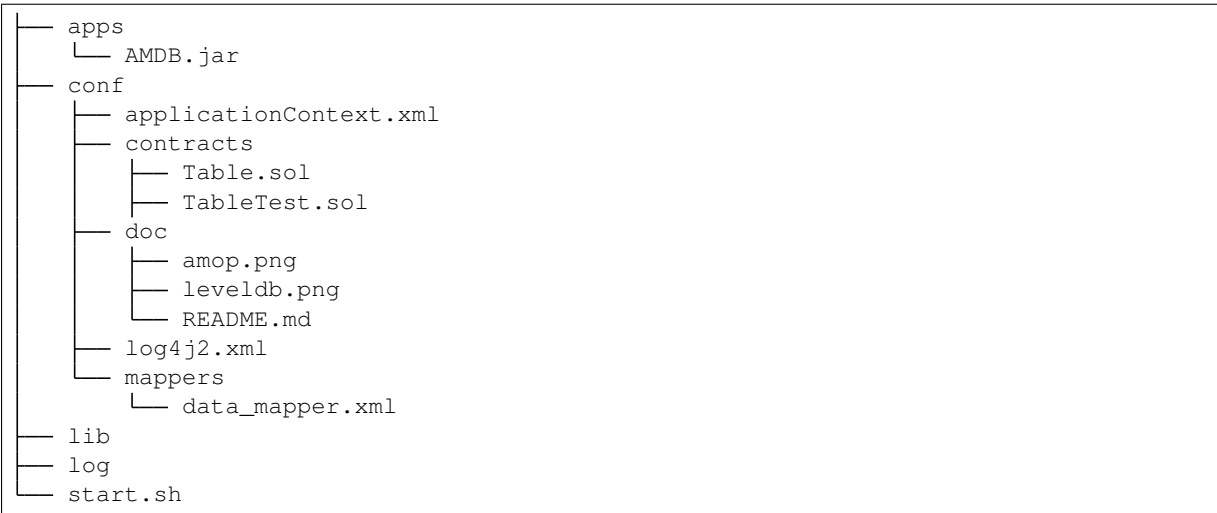 ├── apps
│   └── AMDB.jar
├── conf
│   ├── applicationContext.xml
│   ├── contracts
│   │   ├── Table.sol
│   │   ├── TableTest.sol
│   ├── doc
│   │   ├── amop.png
│   │   ├── leveldb.png
│   │   └── README.md
│   ├── log4j2.xml
│   └── mappers
│       └── data_mapper.xml
├── lib
├── log
└── start.sh